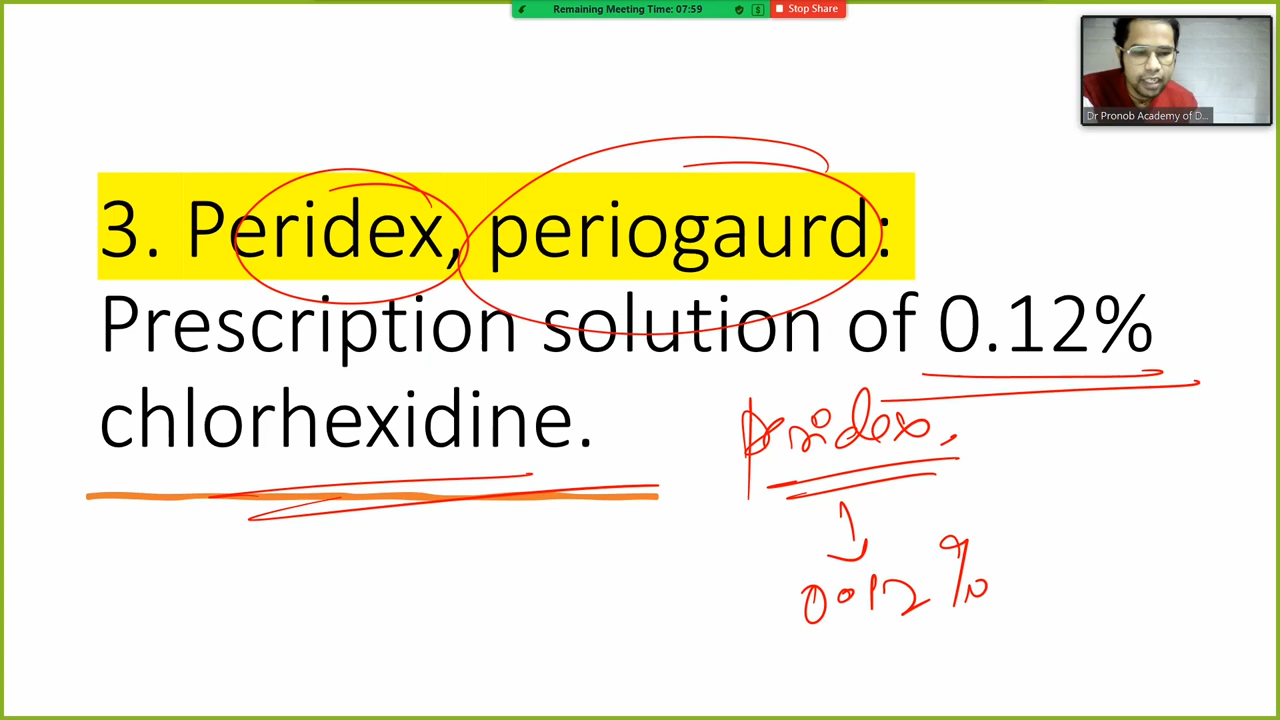 Remaining Meeting Time: 07:59
Stop Share
Dr Pronob Academy of D...
3. Peridex, periogaurd:
Prescription solution of 0.12%
chlorhexidine.
Pridex.
0.12 %